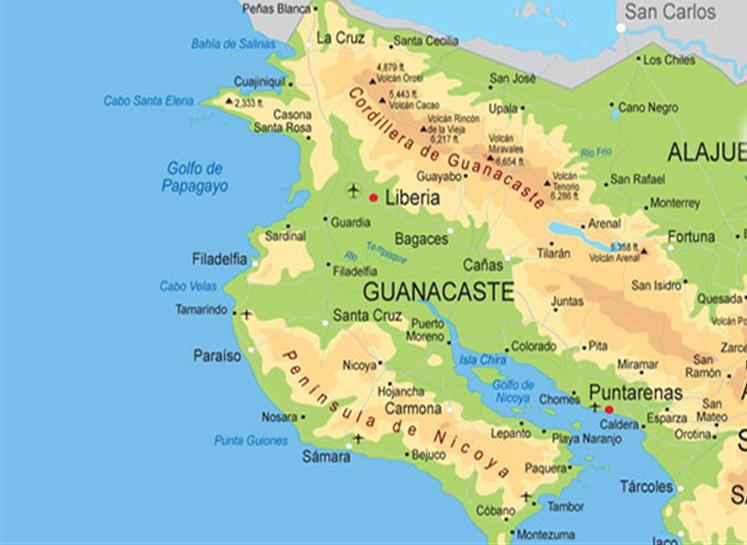 Peñas Blanca
San Carlos
Bahía de Salinas
La Cruz
Santa Cecilia
Los Chiles
4,879 ft.
Volcán Orosí
San José
Cuajiniquil
5,443 ft.
Volcán Cacao
Cabo Santa Elena
2,333 ft.
Upala
Cano Negro
Casona
Santa Rosa
Volcán Rincón
de la Vieja
6,217 ft.
Cordillera de Guanacaste
Volcán
Miravales
6,654 ft.
Río Frío
ALAJUE
Golfo de
Papagayo
Guayabo
Volcán
Tenorio
6,286 ft.
San Rafael
Liberia
Monterrey
Guardia
Arenal
Sardinal
Bagaces
Fortuna
Filadelfia
Río Tempisque
Tilarán
5,358 ft.
Volcán Arenal
Filadelfia
Cañas
Cabo Velas
GUANACASTE
San Isidro
Tamarindo
Santa Cruz
Juntas
Quesada
Puerto
Moreno
Volcán Po
Paraíso
Península de Nicoya
Isla Chira
Colorado
Pita
Zarce
Nicoya
Miramar
San
Ramón
Hojancha
Golfo de
Nicoya
Chomes
Puntarenas
A
Carmona
San
Mateo
Nosara
Esparza
Caldera
Punta Guiones
Lepanto
Playa Naranjo
Orotina
S
Sámara
Bejuco
Paquera
Tárcoles
SA
Cóbano
Tambor
Montezuma
Jaco